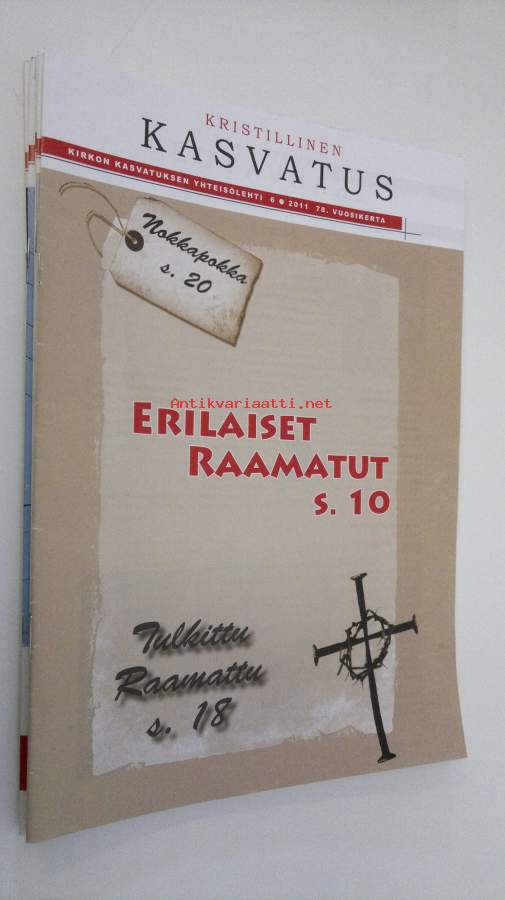 KRISTILLINEN
KASVATUS
KIRKON KASVATUKSEN YHTEISÖLEHTI 6 ● 2011 78. VUOSIKERTA
Nokkapokka
s. 20
Antikvariaatti.net
ERILAISET
RAAMATUT
S. 10
Tulkittu
Raamattu
s. 18